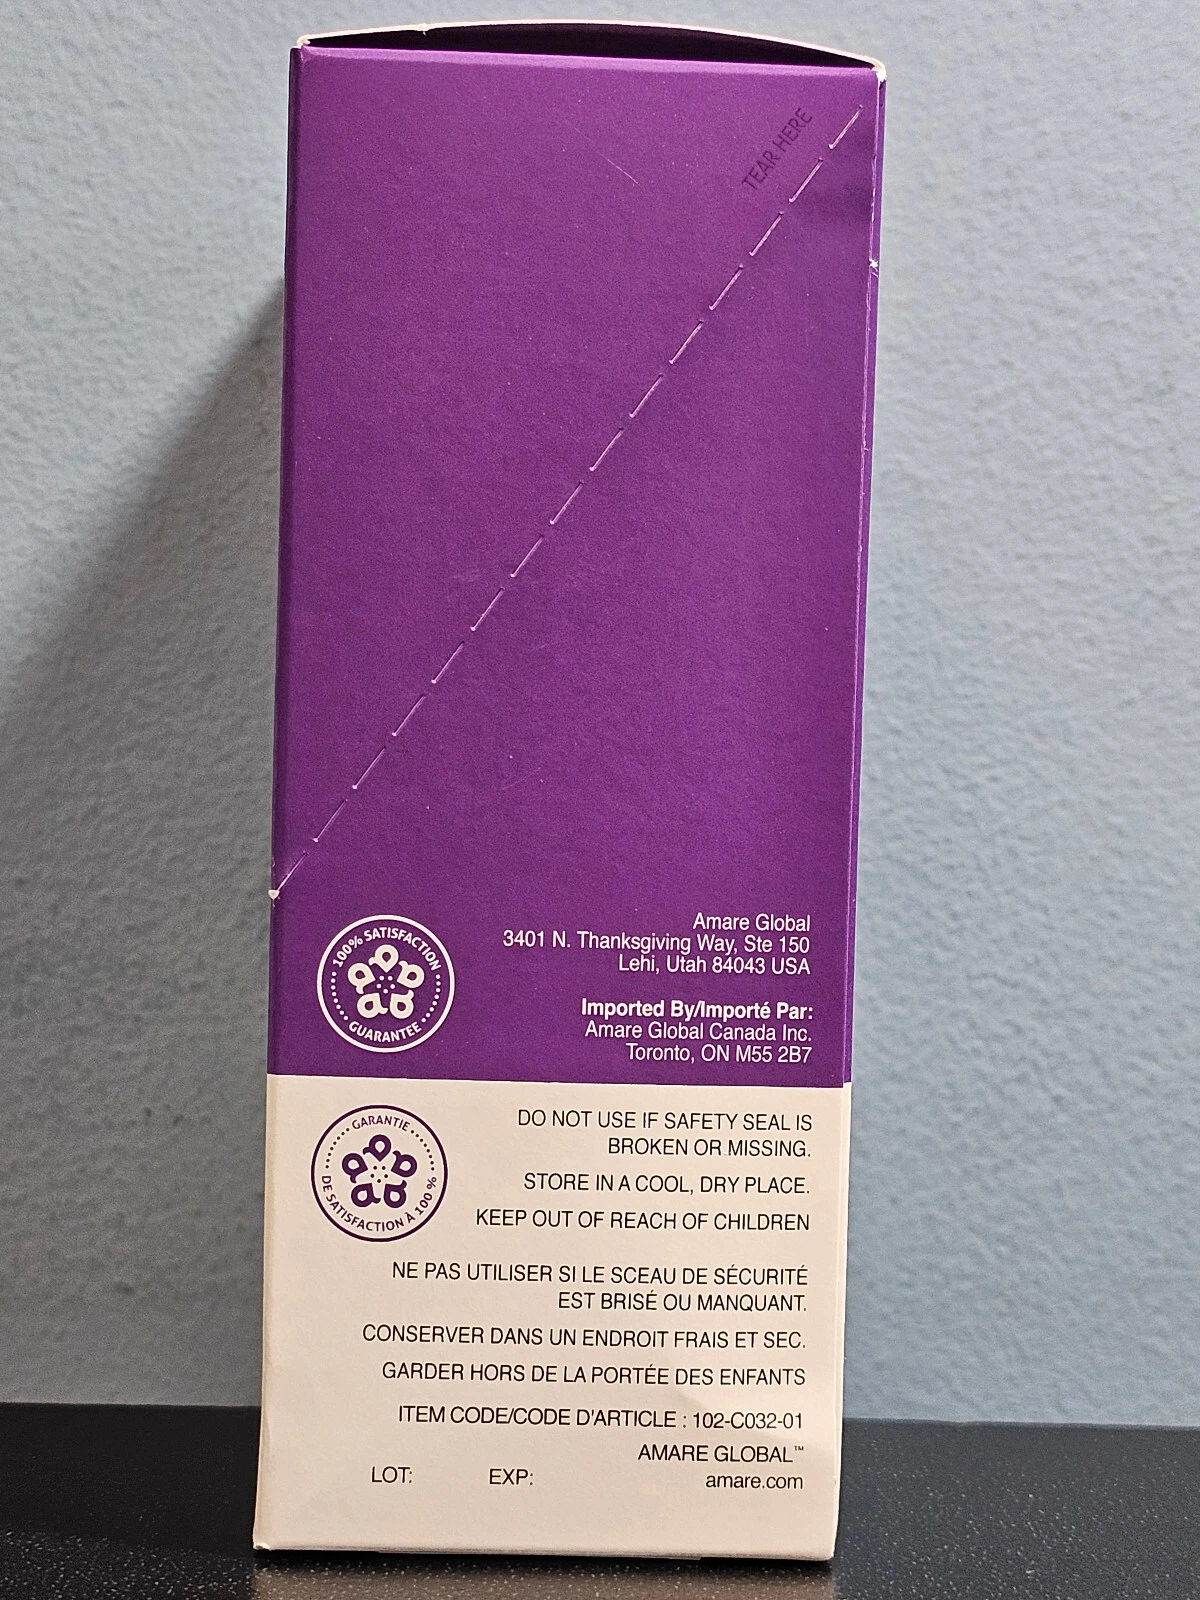 TEAR HERE
100% SATISFACTION
GUARANTEE
Amare Global
3401 N. Thanksgiving Way, Ste 150
Lehi, Utah 84043 USA
Imported By/Importé Par:
Amare Global Canada Inc.
Toronto, ON M55 2B7
GARANTIE
DE SATISFACTION À 100 %
DO NOT USE IF SAFETY SEAL IS
BROKEN OR MISSING.
STORE IN A COOL, DRY PLACE.
KEEP OUT OF REACH OF CHILDREN
NE PAS UTILISER SI LE SCEAU DE SÉCURITÉ
EST BRISÉ OU MANQUANT.
CONSERVER DANS UN ENDROIT FRAIS ET SEC.
GARDER HORS DE LA PORTÉE DES ENFANTS
ITEM CODE/CODE D'ARTICLE : 102-C032-01
AMARE GLOBAL™
LOT: EXP: amare.com